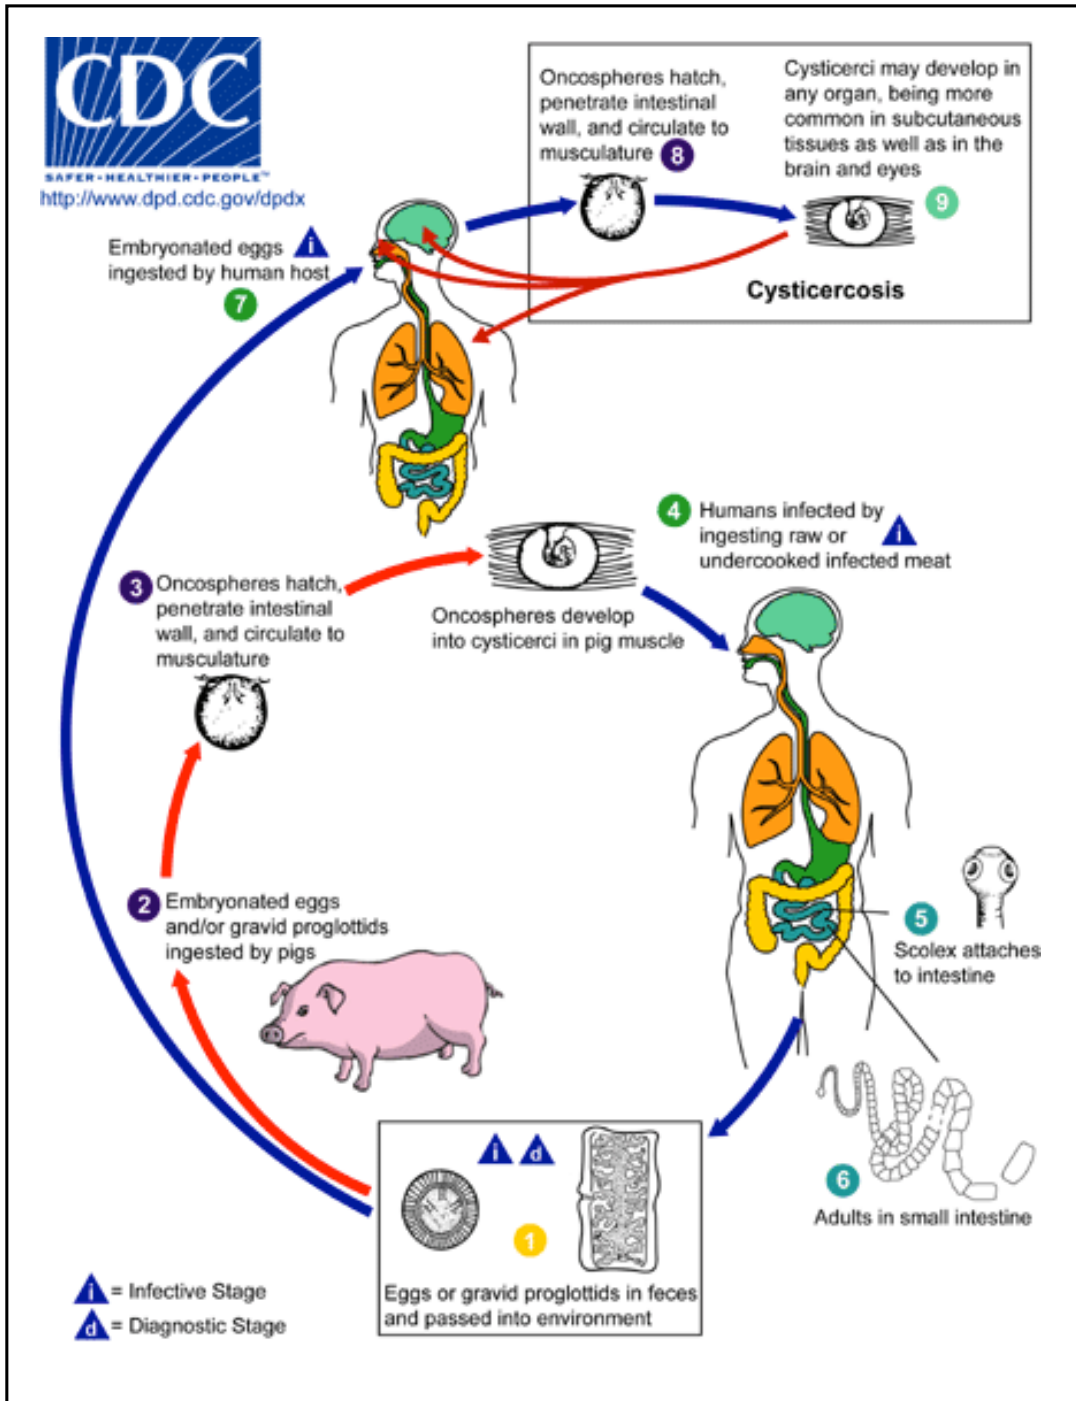 CDC
SAFER•HEALTHIER•PEOPLE™
http://www.dpd.cdc.gov/dpdx
Oncospheres hatch,
penetrate intestinal
wall, and circulate to
musculature 8
Cysticerci may develop in
any organ, being more
common in subcutaneous
tissues as well as in the
brain and eyes
9
Cysticercosis
Embryonated eggs i
ingested by human host
7
4 Humans infected by
ingesting raw or i
undercooked infected meat
3 Oncospheres hatch,
penetrate intestinal
wall, and circulate to
musculature
Oncospheres develop
into cysticerci in pig muscle
2 Embryonated eggs
and/or gravid proglottids
ingested by pigs
5
Scolex attaches
to intestine
6
Adults in small intestine
i d
1
Eggs or gravid proglottids in feces
and passed into environment
i = Infective Stage
d = Diagnostic Stage